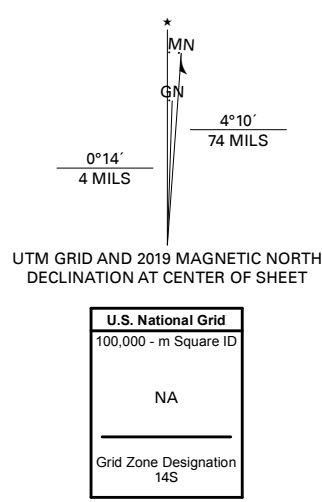 ★
MN
GN
4°10´
74 MILS
0°14´
4 MILS
UTM GRID AND 2019 MAGNETIC NORTH
DECLINATION AT CENTER OF SHEET
U.S. National Grid
100,000 - m Square ID
NA
Grid Zone Designation
14S